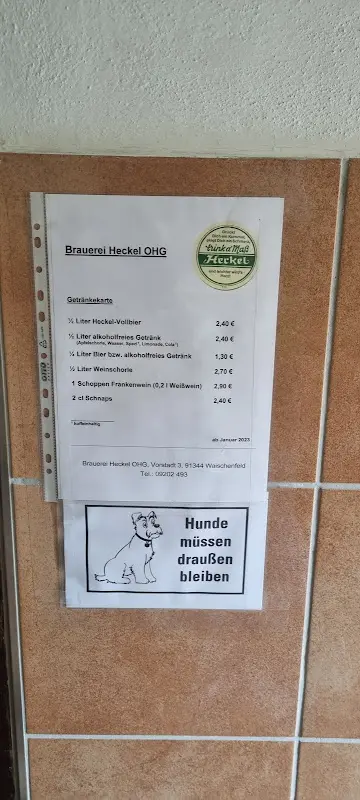 Brauerei Heckel OHG
trink a' Maß
Heckel
Getränkekarte
½ Liter Heckel-Vollbier 2,40 €
½ Liter alkoholfreies Getränk 2,40 €
(Apfelschorle, Wasser, Spezi*, Limonade, Cola*)
¼ Liter Bier bzw. alkoholfreies Getränk 1,30 €
½ Liter Weinschorle 2,70 €
1 Schoppen Frankenwein (0,2 l Weißwein) 2,90 €
2 cl Schnaps 2,40 €
*koffeinhaltig
ab Januar 2023
Brauerei Heckel OHG, Vorstadt 3, 91344 Waischenfeld
Tel.: 09202 493
Hunde
müssen
draußen
bleiben